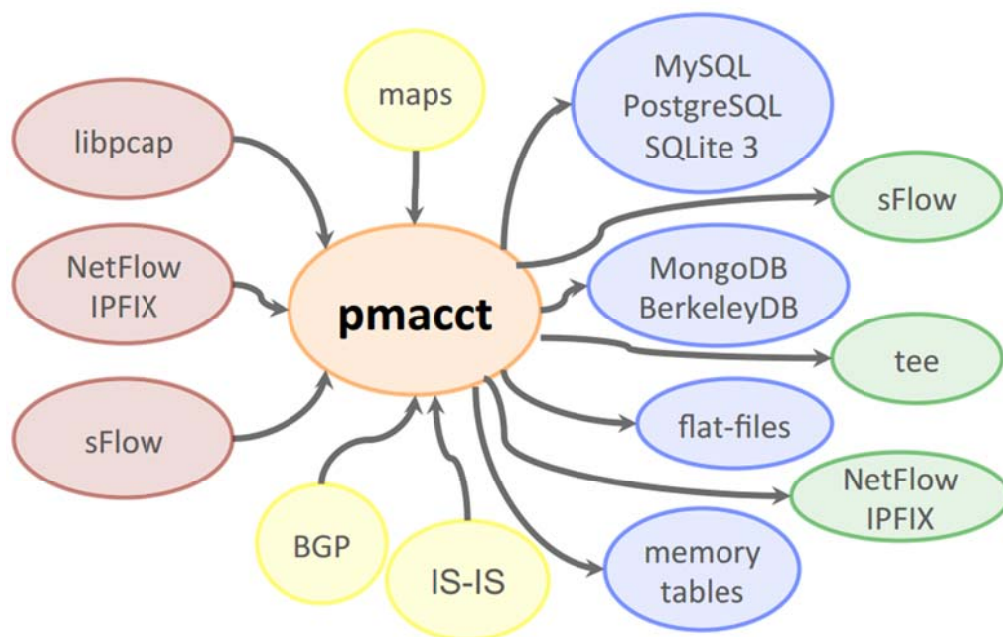 maps
MySQL
PostgreSQL
SQLite 3
libpcap
sFlow
NetFlow
IPFIX
MongoDB
BerkeleyDB
pmacct
tee
sFlow
flat-files
NetFlow
IPFIX
BGP
IS-IS
memory
tables